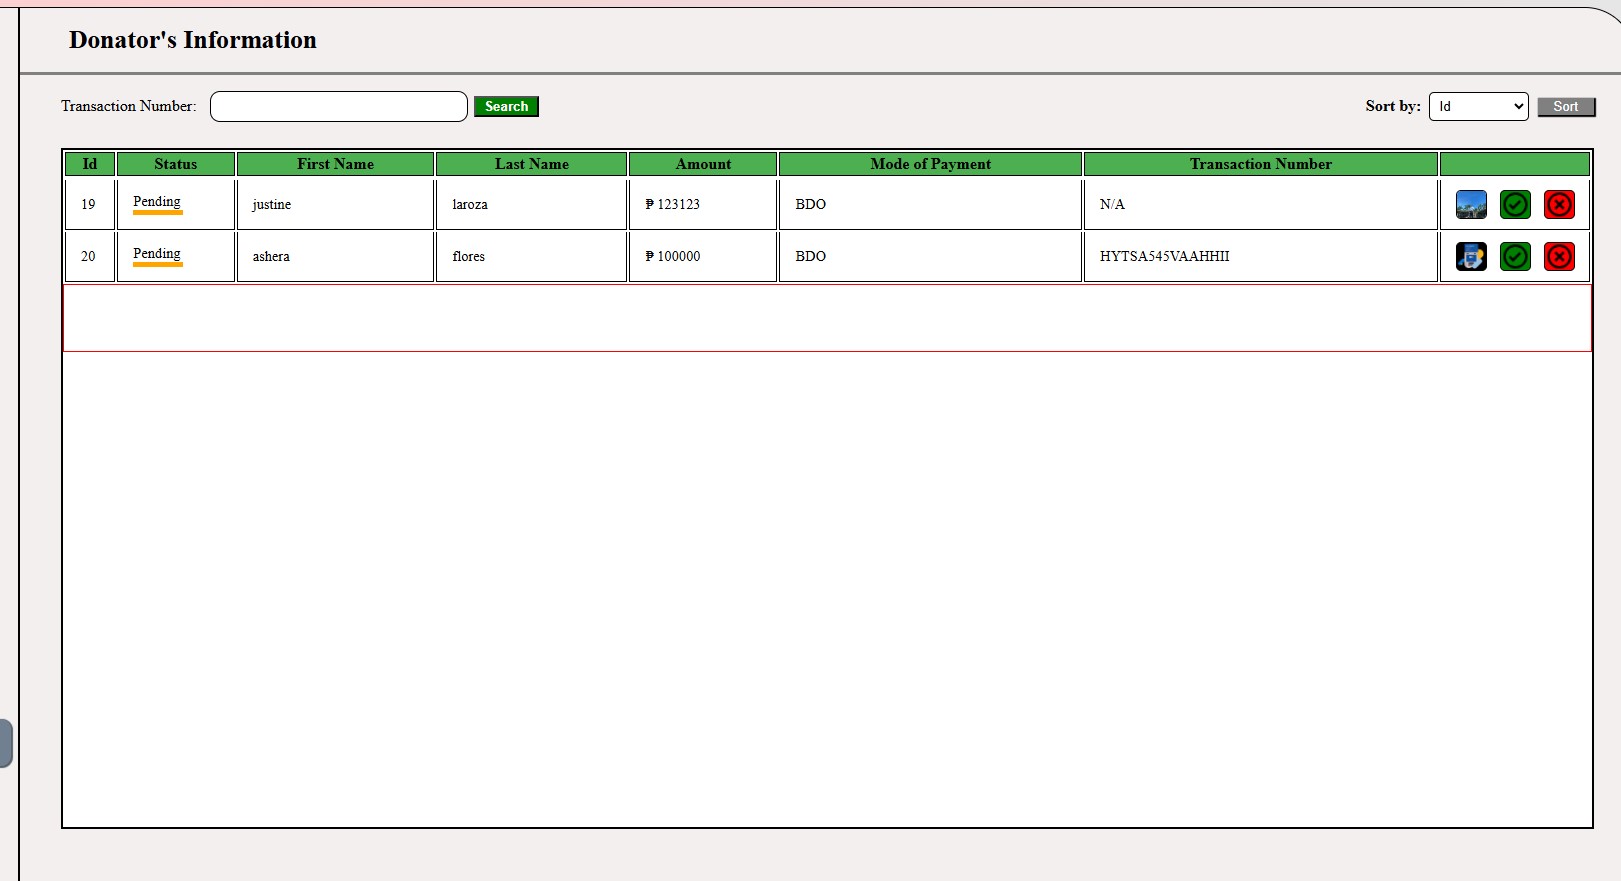 Donator's Information
Transaction Number: Search Sort by: Id Sort
Id Status First Name Last Name Amount Mode of Payment Transaction Number
19 Pending justine laroza ₱ 123123 BDO N/A
20 Pending ashera flores ₱ 100000 BDO HYTSA545VAAHHII